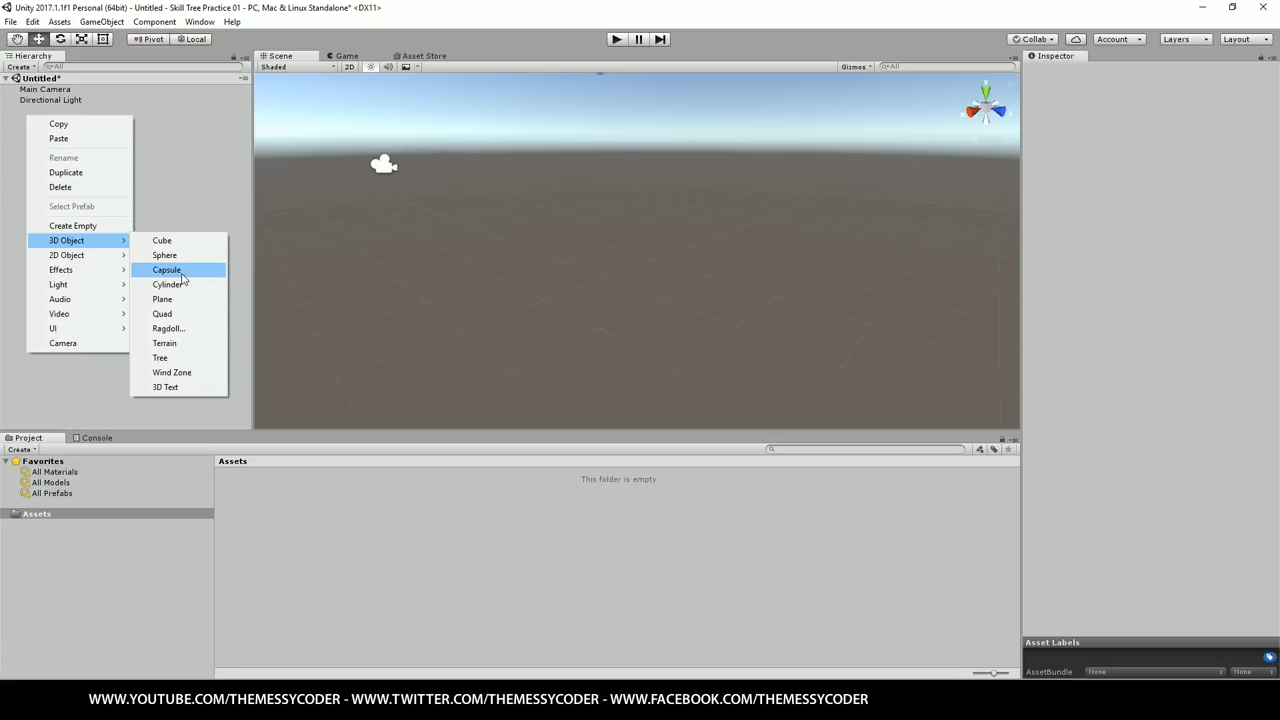 Unity 2017.1.1f1 Personal (64bit) - Untitled - Skill Tree Practice 01 - PC, Mac & Linux Standalone* <DX11>
File Edit Assets GameObject Component Window Help
Pivot Local Collab Account Layers Layout
Hierarchy Scene Game Asset Store Inspector
Create All Shaded 2D Gizmos All
Untitled*
Main Camera
Directional Light
Copy
Paste
Rename
Duplicate
Delete
Select Prefab
Create Empty
3D Object
2D Object
Effects
Light
Audio
Video
UI
Camera
Cube
Sphere
Capsule
Cylinder
Plane
Quad
Ragdoll...
Terrain
Tree
Wind Zone
3D Text
Project Console
Create
Favorites
All Materials
All Models
All Prefabs
Assets
Assets
This folder is empty
Asset Labels
AssetBundle None None
WWW.YOUTUBE.COM/THEMESSYCODER - WWW.TWITTER.COM/THEMESSYCODER - WWW.FACEBOOK.COM/THEMESSYCODER